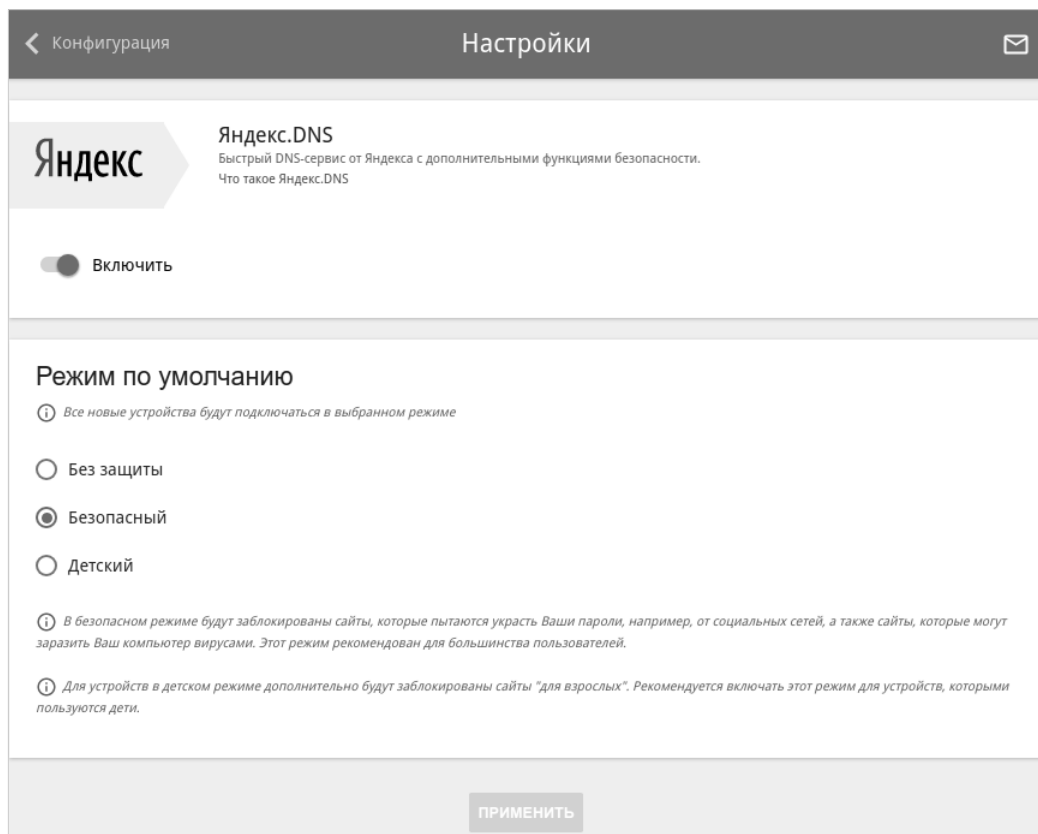 Конфигурация
Настройки
Яндекс
Яндекс.DNS
Быстрый DNS-сервис от Яндекса с дополнительными функциями безопасности.
Что такое Яндекс.DNS
Включить
Режим по умолчанию
Все новые устройства будут подключаться в выбранном режиме
Без защиты
Безопасный
Детский
В безопасном режиме будут заблокированы сайты, которые пытаются украсть Ваши пароли, например, от социальных сетей, а также сайты, которые могут
заразить Ваш компьютер вирусами. Этот режим рекомендован для большинства пользователей.
Для устройств в детском режиме дополнительно будут заблокированы сайты "для взрослых". Рекомендуется включать этот режим для устройств, которыми
пользуются дети.
ПРИМЕНИТЬ